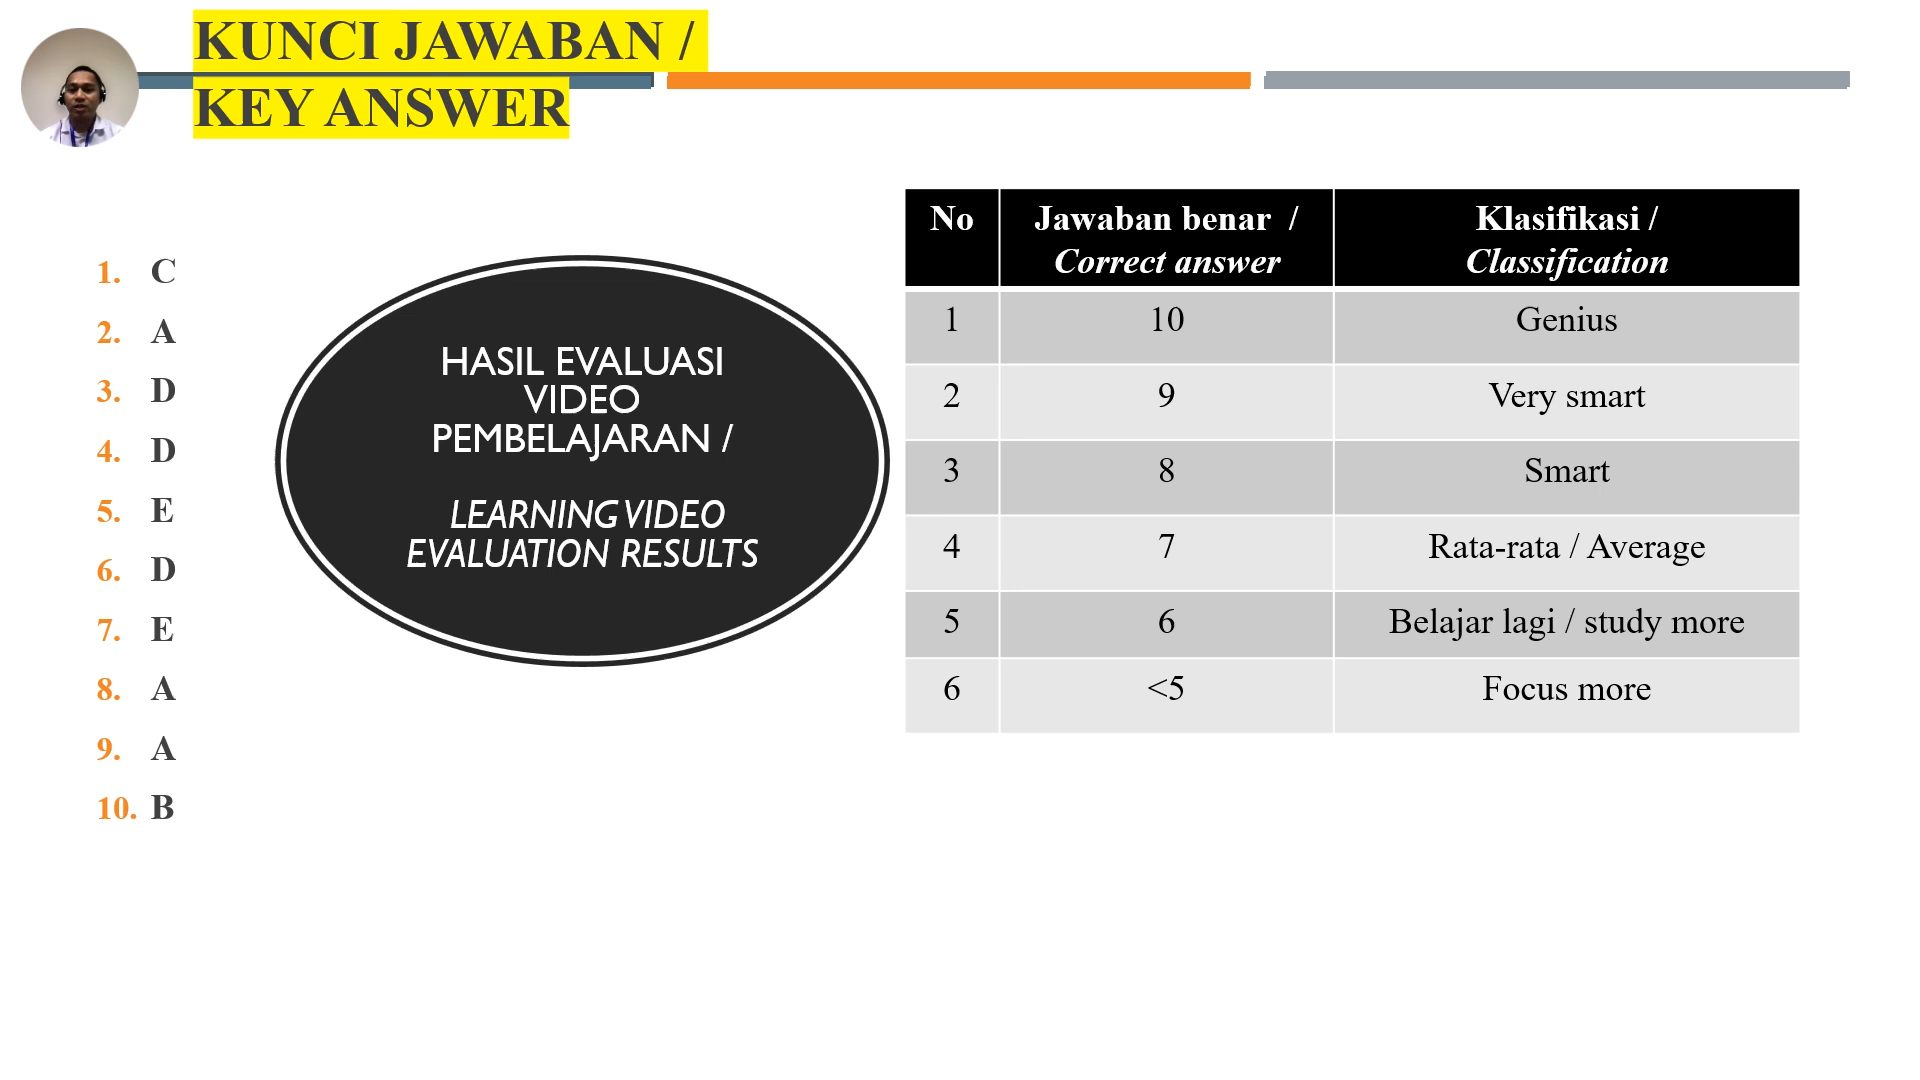 KUNCI JAWABAN /
KEY ANSWER
1. C
2. A
3. D
4. D
5. E
6. D
7. E
8. A
9. A
10. B
HASIL EVALUASI
VIDEO
PEMBELAJARAN /
LEARNING VIDEO
EVALUATION RESULTS
No Jawaban benar / Klasifikasi /
Correct answer Classification
1 10 Genius
2 9 Very smart
3 8 Smart
4 7 Rata-rata / Average
5 6 Belajar lagi / study more
6 <5 Focus more